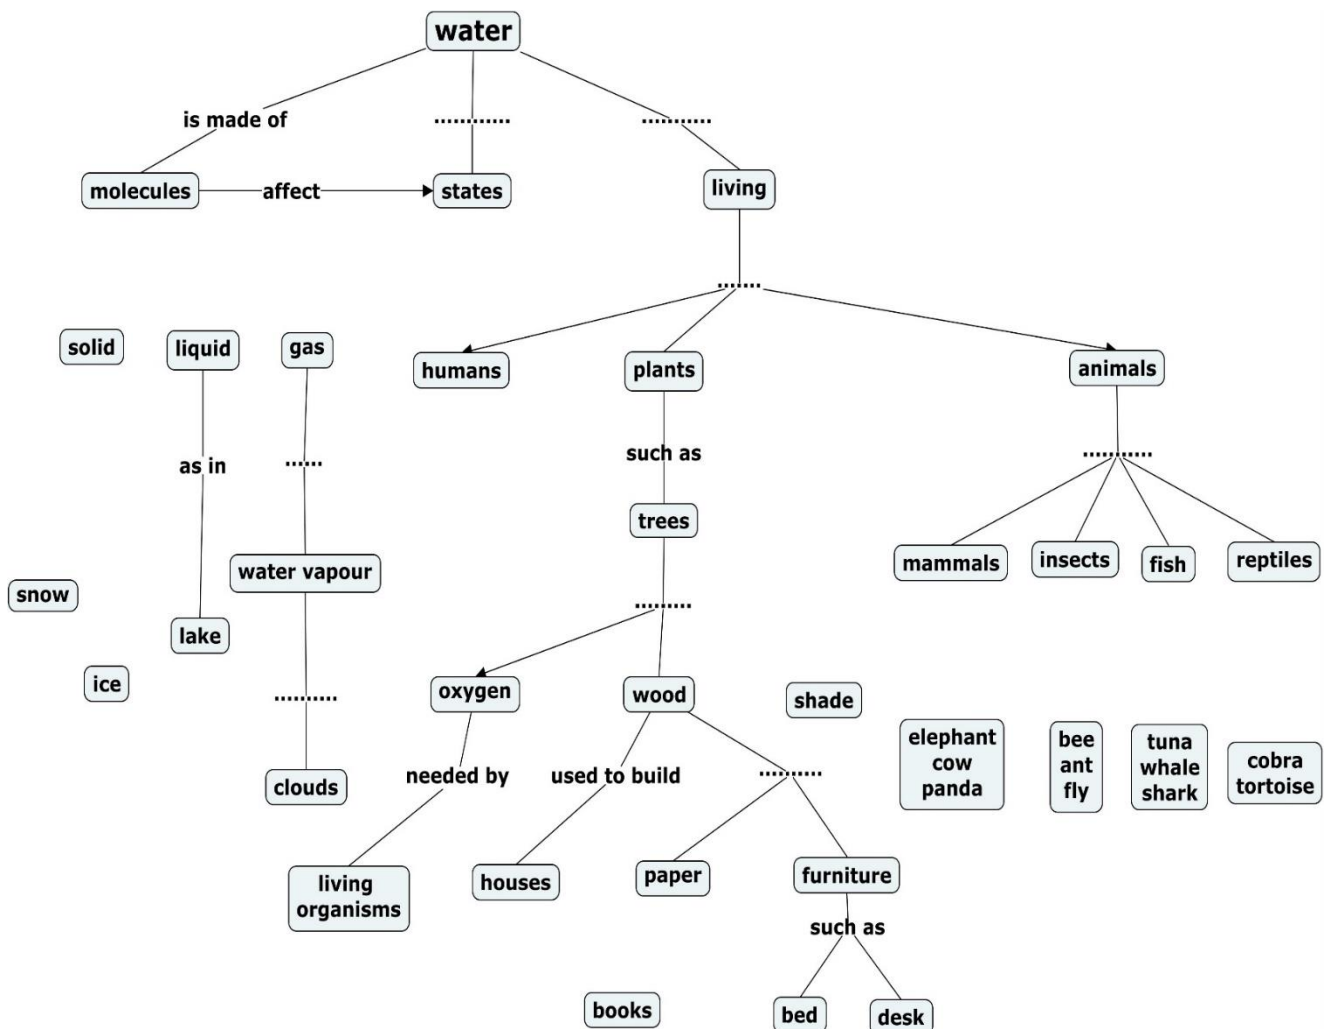 water
is made of
molecules
affect
states
living
solid
liquid
gas
humans
plants
animals
as in
such as
trees
water vapour
mammals
insects
fish
reptiles
snow
lake
ice
oxygen
wood
shade
clouds
needed by
used to build
elephant
cow
panda
bee
ant
fly
tuna
whale
shark
cobra
tortoise
living
organisms
houses
paper
furniture
such as
books
bed
desk